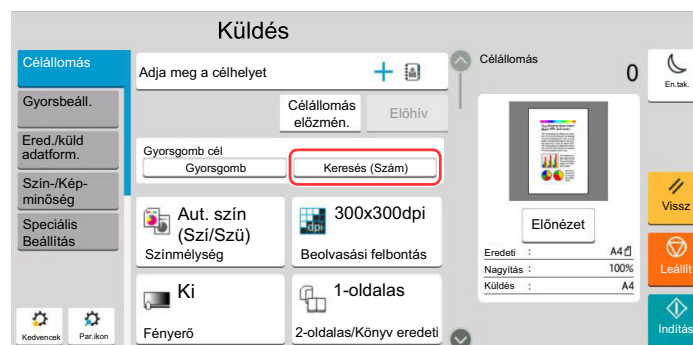 Küldés
Célállomás
Gyorsbeáll.
Ered./küld
adatform.
Szín-/Kép-
minőség
Speciális
Beállítás
Kedvencek
Par.ikon
Adja meg a célhelyet
Célállomás
előzmén.
Előhív
Gyorsgomb cél
Gyorsgomb
Keresés (Szám)
Aut. szín
(Szí/Szü)
Színmélység
dpi
300x300dpi
Beolvasási felbontás
Ki
Fényerő
1-oldalas
2-oldalas/Könyv eredeti
Célállomás
0
Előnézet
Eredeti : A4
Nagyítás : 100%
Küldés : A4
En.tak.
Vissz
Leállít
Indítás